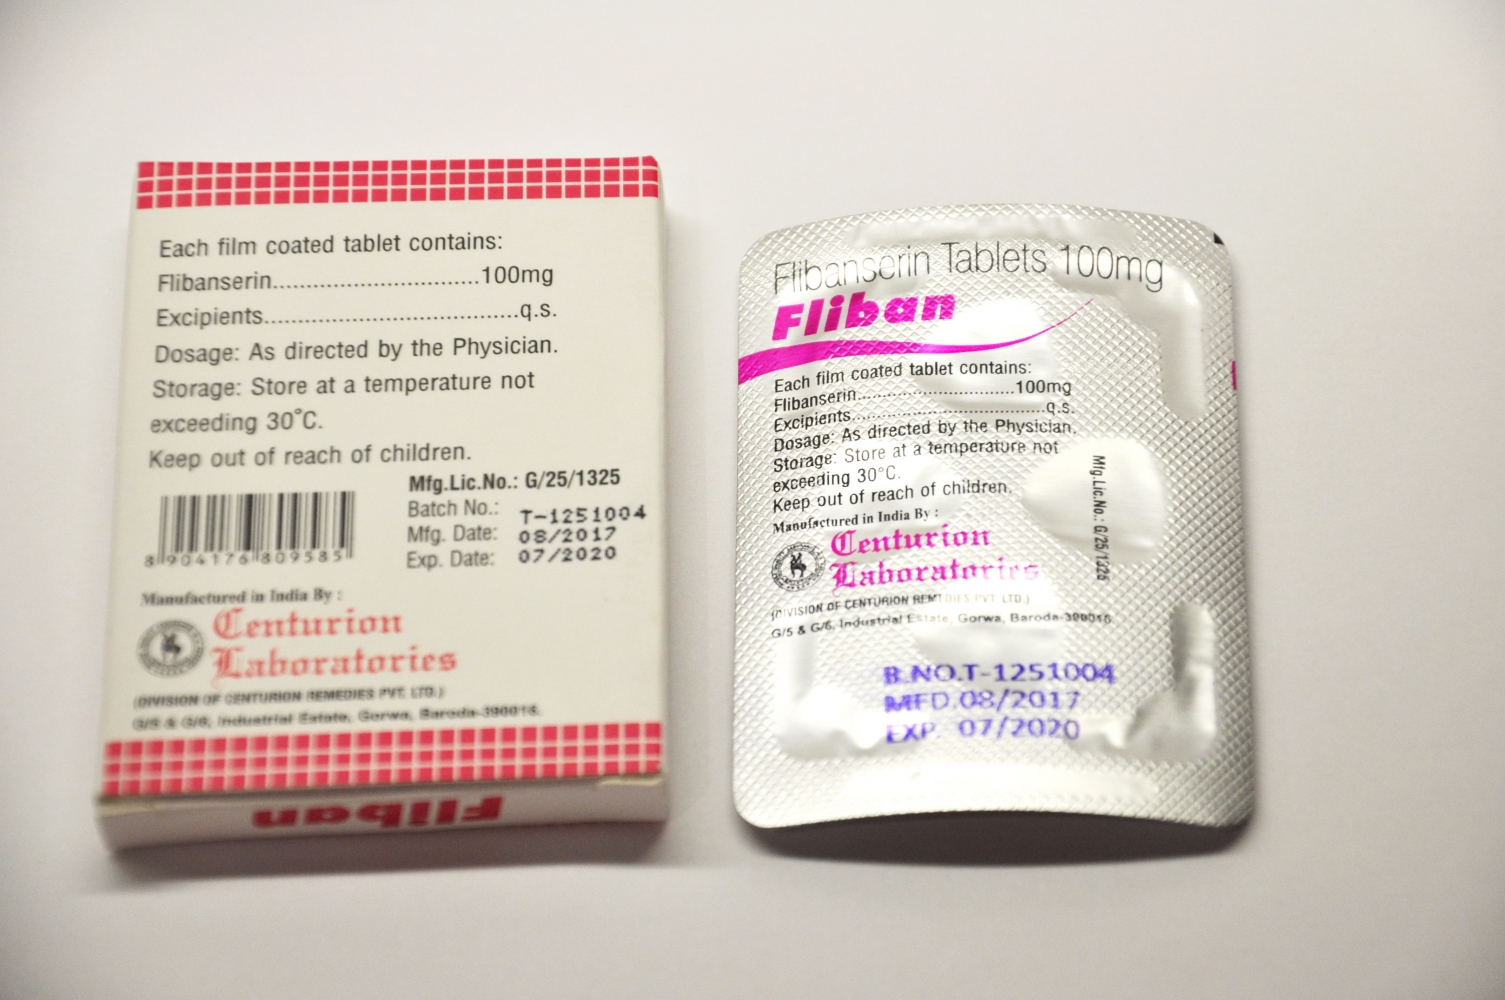 Each film coated tablet contains:
Flibanserin...............................100mg
Excipients......................................q.s.
Dosage: As directed by the Physician.
Storage: Store at a temperature not
exceeding 30°C.
Keep out of reach of children.
Mfg.Lic.No.: G/25/1325
Batch No.: T-1251004
Mfg. Date: 08/2017
Exp. Date: 07/2020
8 904176 809585
Manufactured in India By :
Centurion
Laboratories
(DIVISION OF CENTURION REMEDIES PVT. LTD.)
G/5 & G/6, Industrial Estate, Gorwa, Baroda-390016.
Fliban
Flibanserin Tablets 100mg
Fliban
Each film coated tablet contains:
Flibanserin...............................100mg
Excipients......................................q.s.
Dosage: As directed by the Physician.
Storage: Store at a temperature not
exceeding 30°C.
Keep out of reach of children.
Manufactured in India By :
Centurion
Laboratories
(DIVISION OF CENTURION REMEDIES PVT. LTD.)
G/5 & G/6, Industrial Estate, Gorwa, Baroda-390016.
Mfg.Lic.No.: G/25/1325
B.NO.T-1251004
MFD.08/2017
EXP. 07/2020